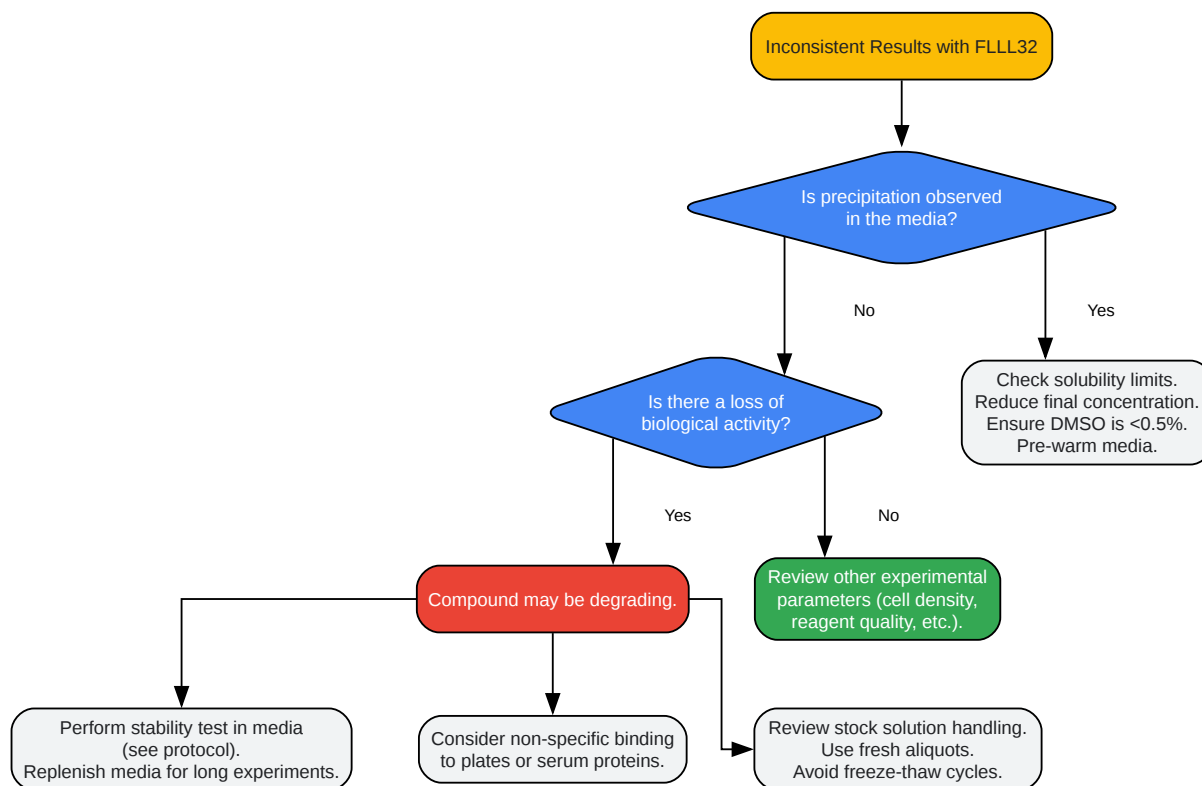 Inconsistent Results with FLLL32
Is precipitation observed
in the media?
No
Yes
Check solubility limits.
Reduce final concentration.
Ensure DMSO is <0.5%.
Pre-warm media.
Is there a loss of
biological activity?
Yes
No
Compound may be degrading.
Review other experimental
parameters (cell density,
reagent quality, etc.).
Perform stability test in media
(see protocol).
Replenish media for long experiments.
Consider non-specific binding
to plates or serum proteins.
Review stock solution handling.
Use fresh aliquots.
Avoid freeze-thaw cycles.